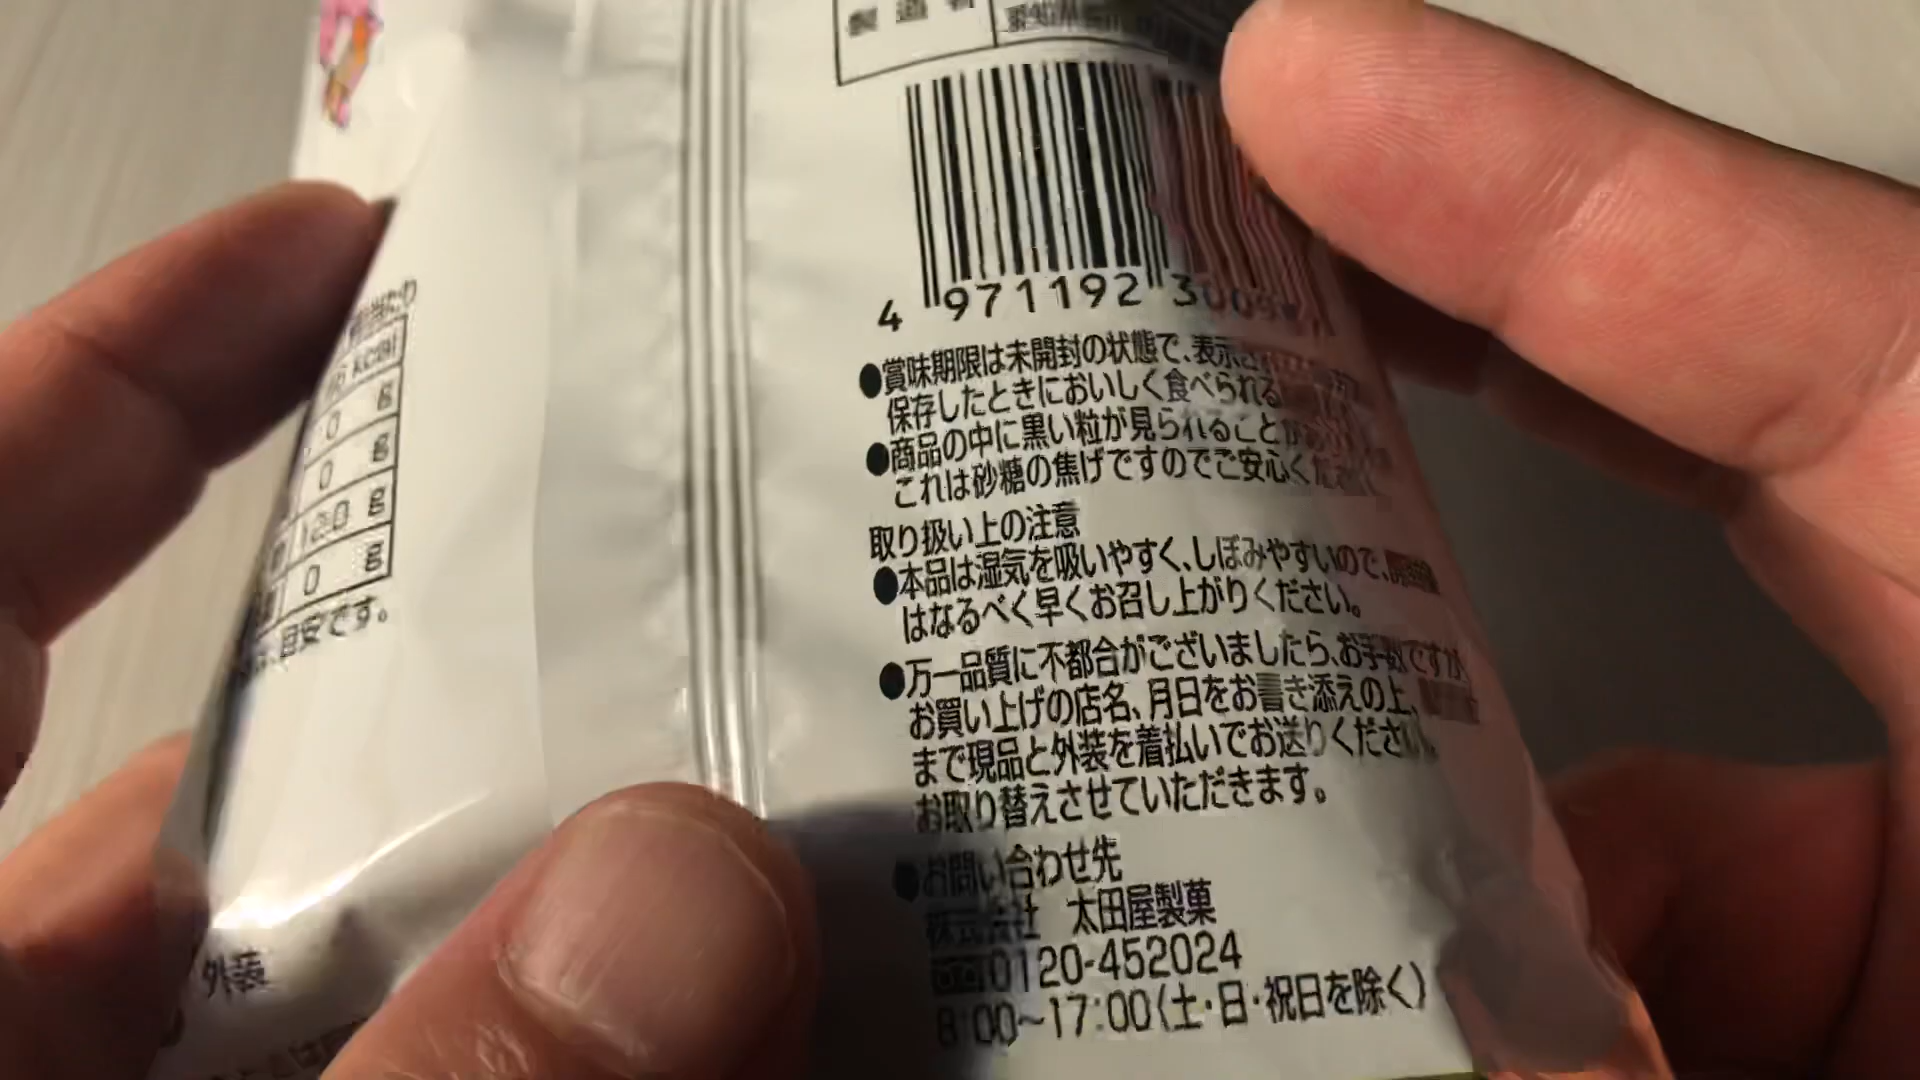 kcal
0 g
0 g
12.0 g
0 g
目安です。
外装
製造者
4 971192 3009
●賞味期限は未開封の状態で、表示
保存したときにおいしく食べられる
●商品の中に黒い粒が見られることが
これは砂糖の焦げですのでご安心くださ
取り扱い上の注意
●本品は湿気を吸いやすく、しぼみやすいので、
はなるべく早くお召し上がりください。
●万一品質に不都合がございましたら、お手数ですが、
お買い上げの店名、月日をお書き添えの上、
まで現品と外装を着払いでお送りください。
お取り替えさせていただきます。
●お問い合わせ先
株式会社 太田屋製菓
0120-452024
8:00~17:00(土・日・祝日を除く)